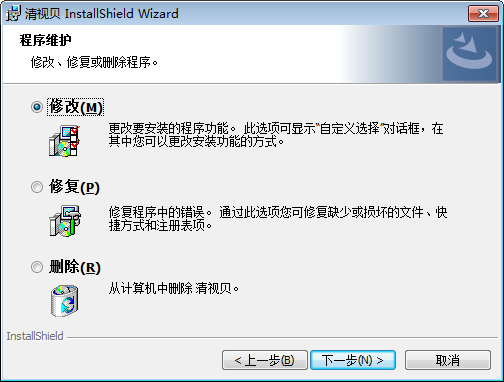 清视贝 InstallShield Wizard
程序维护
修改、修复或删除程序。
修改(M)
更改要安装的程序功能。此选项可显示“自定义选择”对话框，在
其中您可以更改安装功能的方式。
修复(P)
修复程序中的错误。通过此选项您可修复缺少或损坏的文件、快
捷方式和注册表项。
删除(R)
从计算机中删除 清视贝。
InstallShield
< 上一步(B) 下一步(N) > 取消